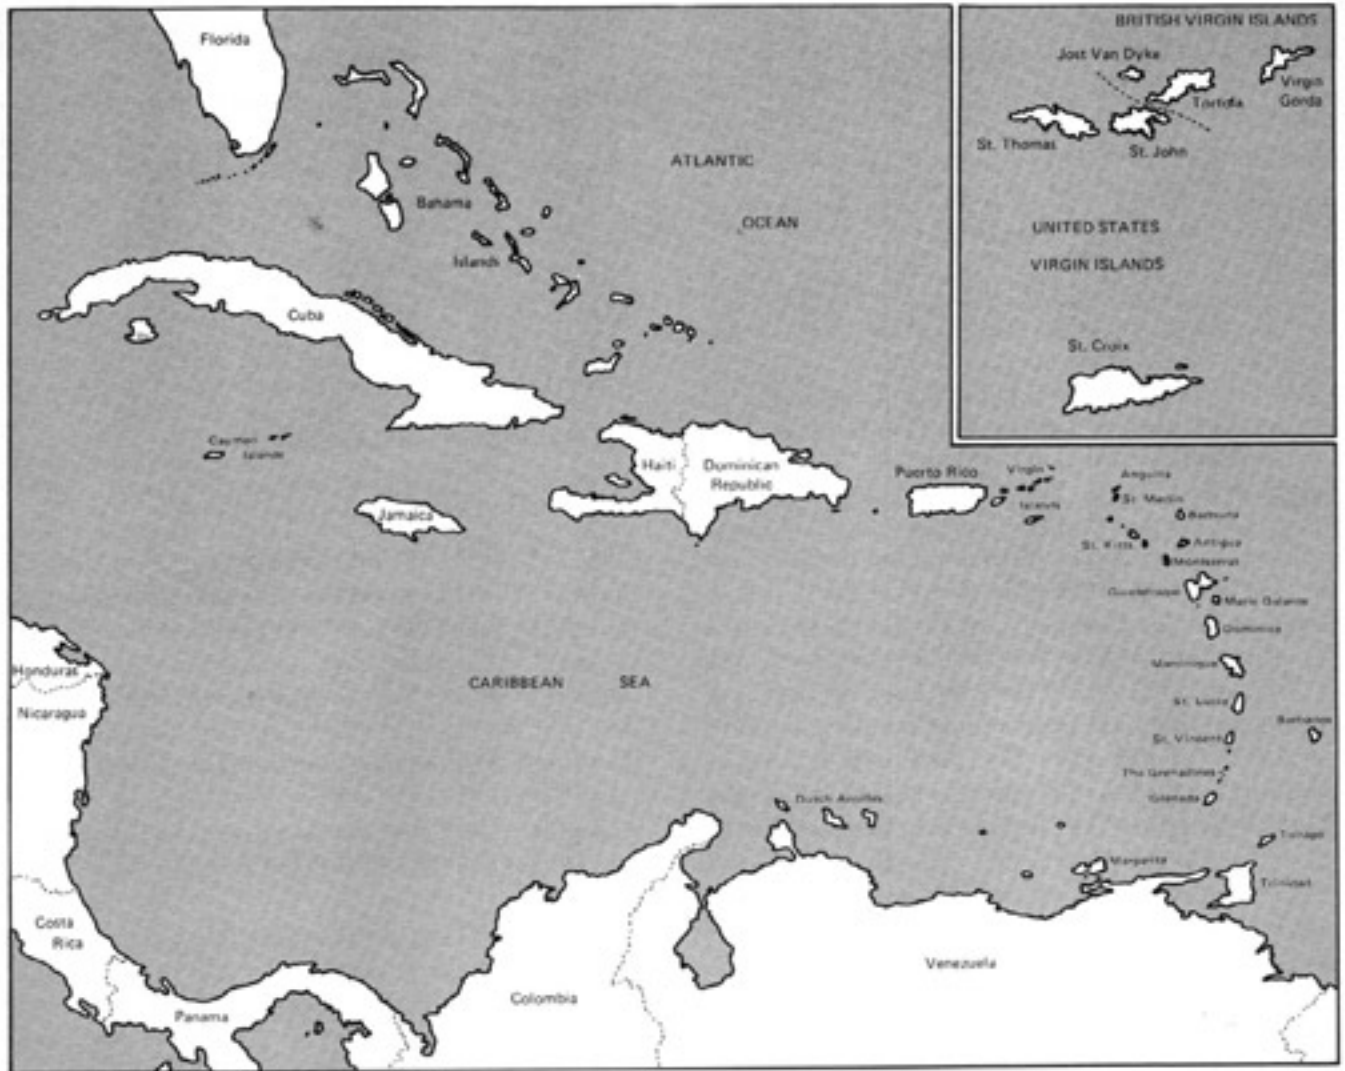 Florida
BRITISH VIRGIN ISLANDS
Jost Van Dyke
Virgin
Gorda
Tortola
St. Thomas
St. John
ATLANTIC
OCEAN
Bahama
Islands
UNITED STATES
VIRGIN ISLANDS
Cuba
St. Croix
Cayman
Islands
Haiti
Dominican
Republic
Puerto Rico
Virgin
Islands
Anguilla
St. Martin
Jamaica
Barbuda
St. Kitts
Antigua
Montserrat
Guadeloupe
Marie Galante
Dominica
Honduras
Martinique
CARIBBEAN SEA
Nicaragua
St. Lucia
Barbados
St. Vincent
The Grenadines
Grenada
Dutch Antilles
Tobago
Margarita
Trinidad
Costa
Rica
Venezuela
Colombia
Panama